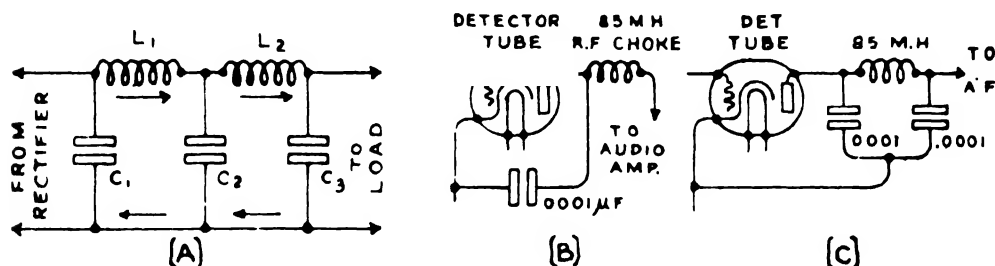 L1
L2
FROM
RECTIFIER
C1
C2
C3
TO
LOAD
(A)
DETECTOR
TUBE
85 MH
R.F CHOKE
TO
AUDIO
AMP.
.0001µF
(B)
DET
TUBE
85 M.H
TO
A F
.0001
.0001
(C)